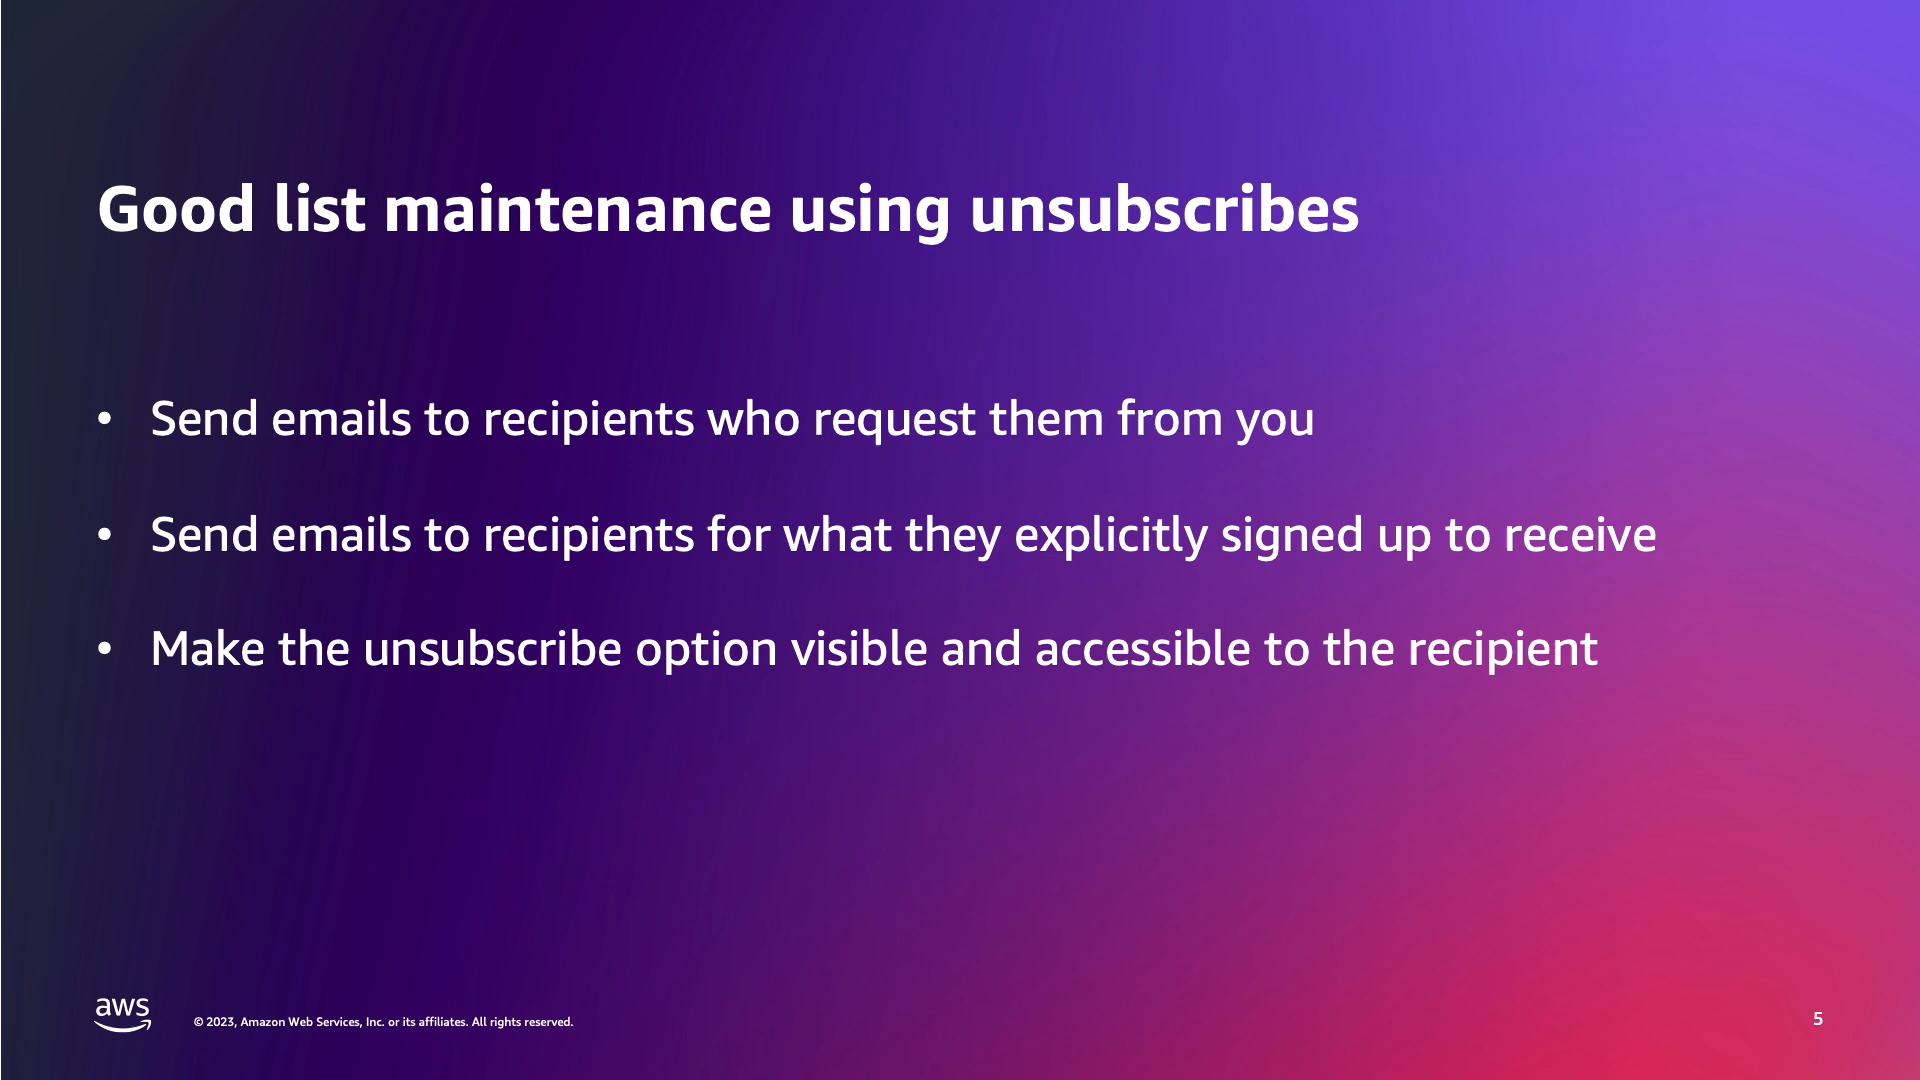 Good list maintenance using unsubscribes
• Send emails to recipients who request them from you
• Send emails to recipients for what they explicitly signed up to receive
• Make the unsubscribe option visible and accessible to the recipient
aws
© 2023, Amazon Web Services, Inc. or its affiliates. All rights reserved.
5